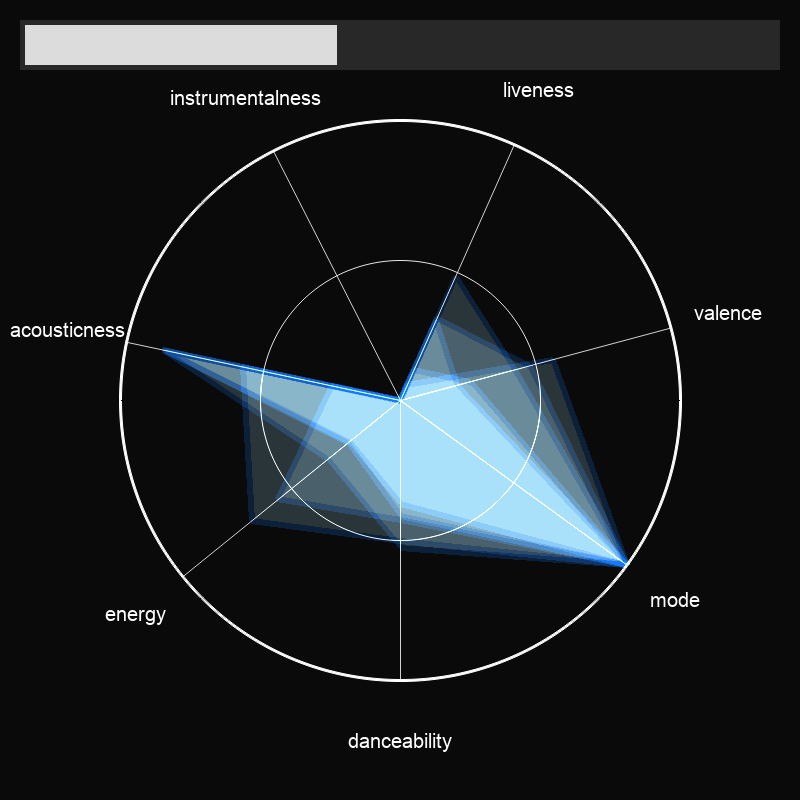 liveness
instrumentalness
valence
acousticness
mode
energy
danceability